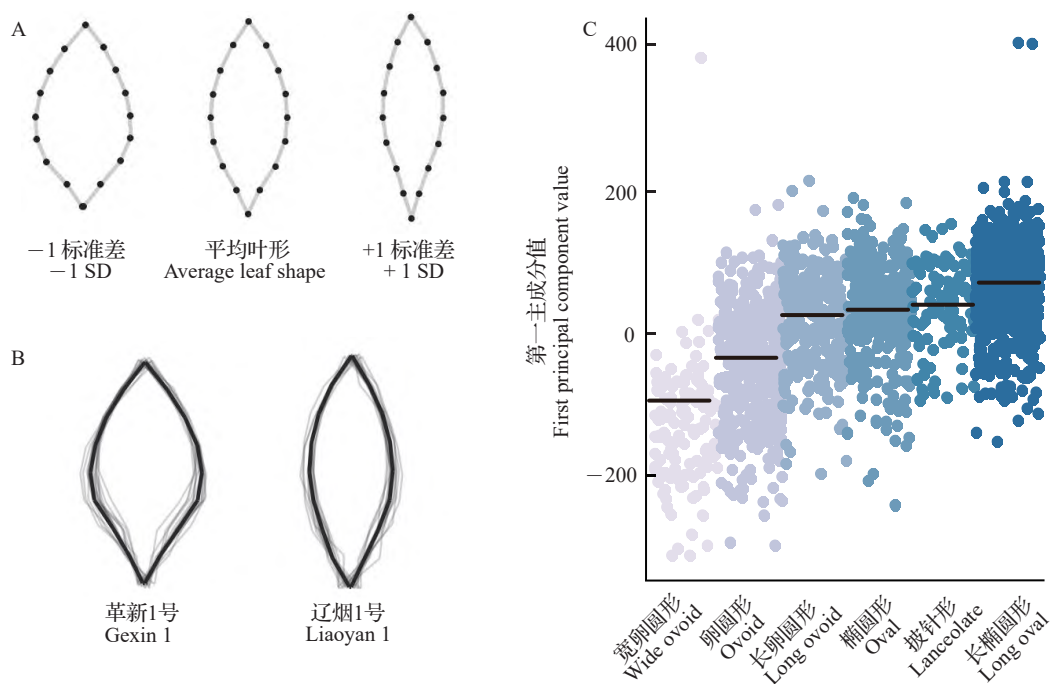 A
−1 标准差
−1 SD
平均叶形
Average leaf shape
+1 标准差
+ 1 SD
B
革新1号
Gexin 1
辽烟1号
Liaoyan 1
C
第一主成分值
First principal component value
400
200
0
−200
宽卵圆形
Wide ovoid
卵圆形
Ovoid
长卵圆形
Long ovoid
椭圆形
Oval
披针形
Lanceolate
长椭圆形
Long oval